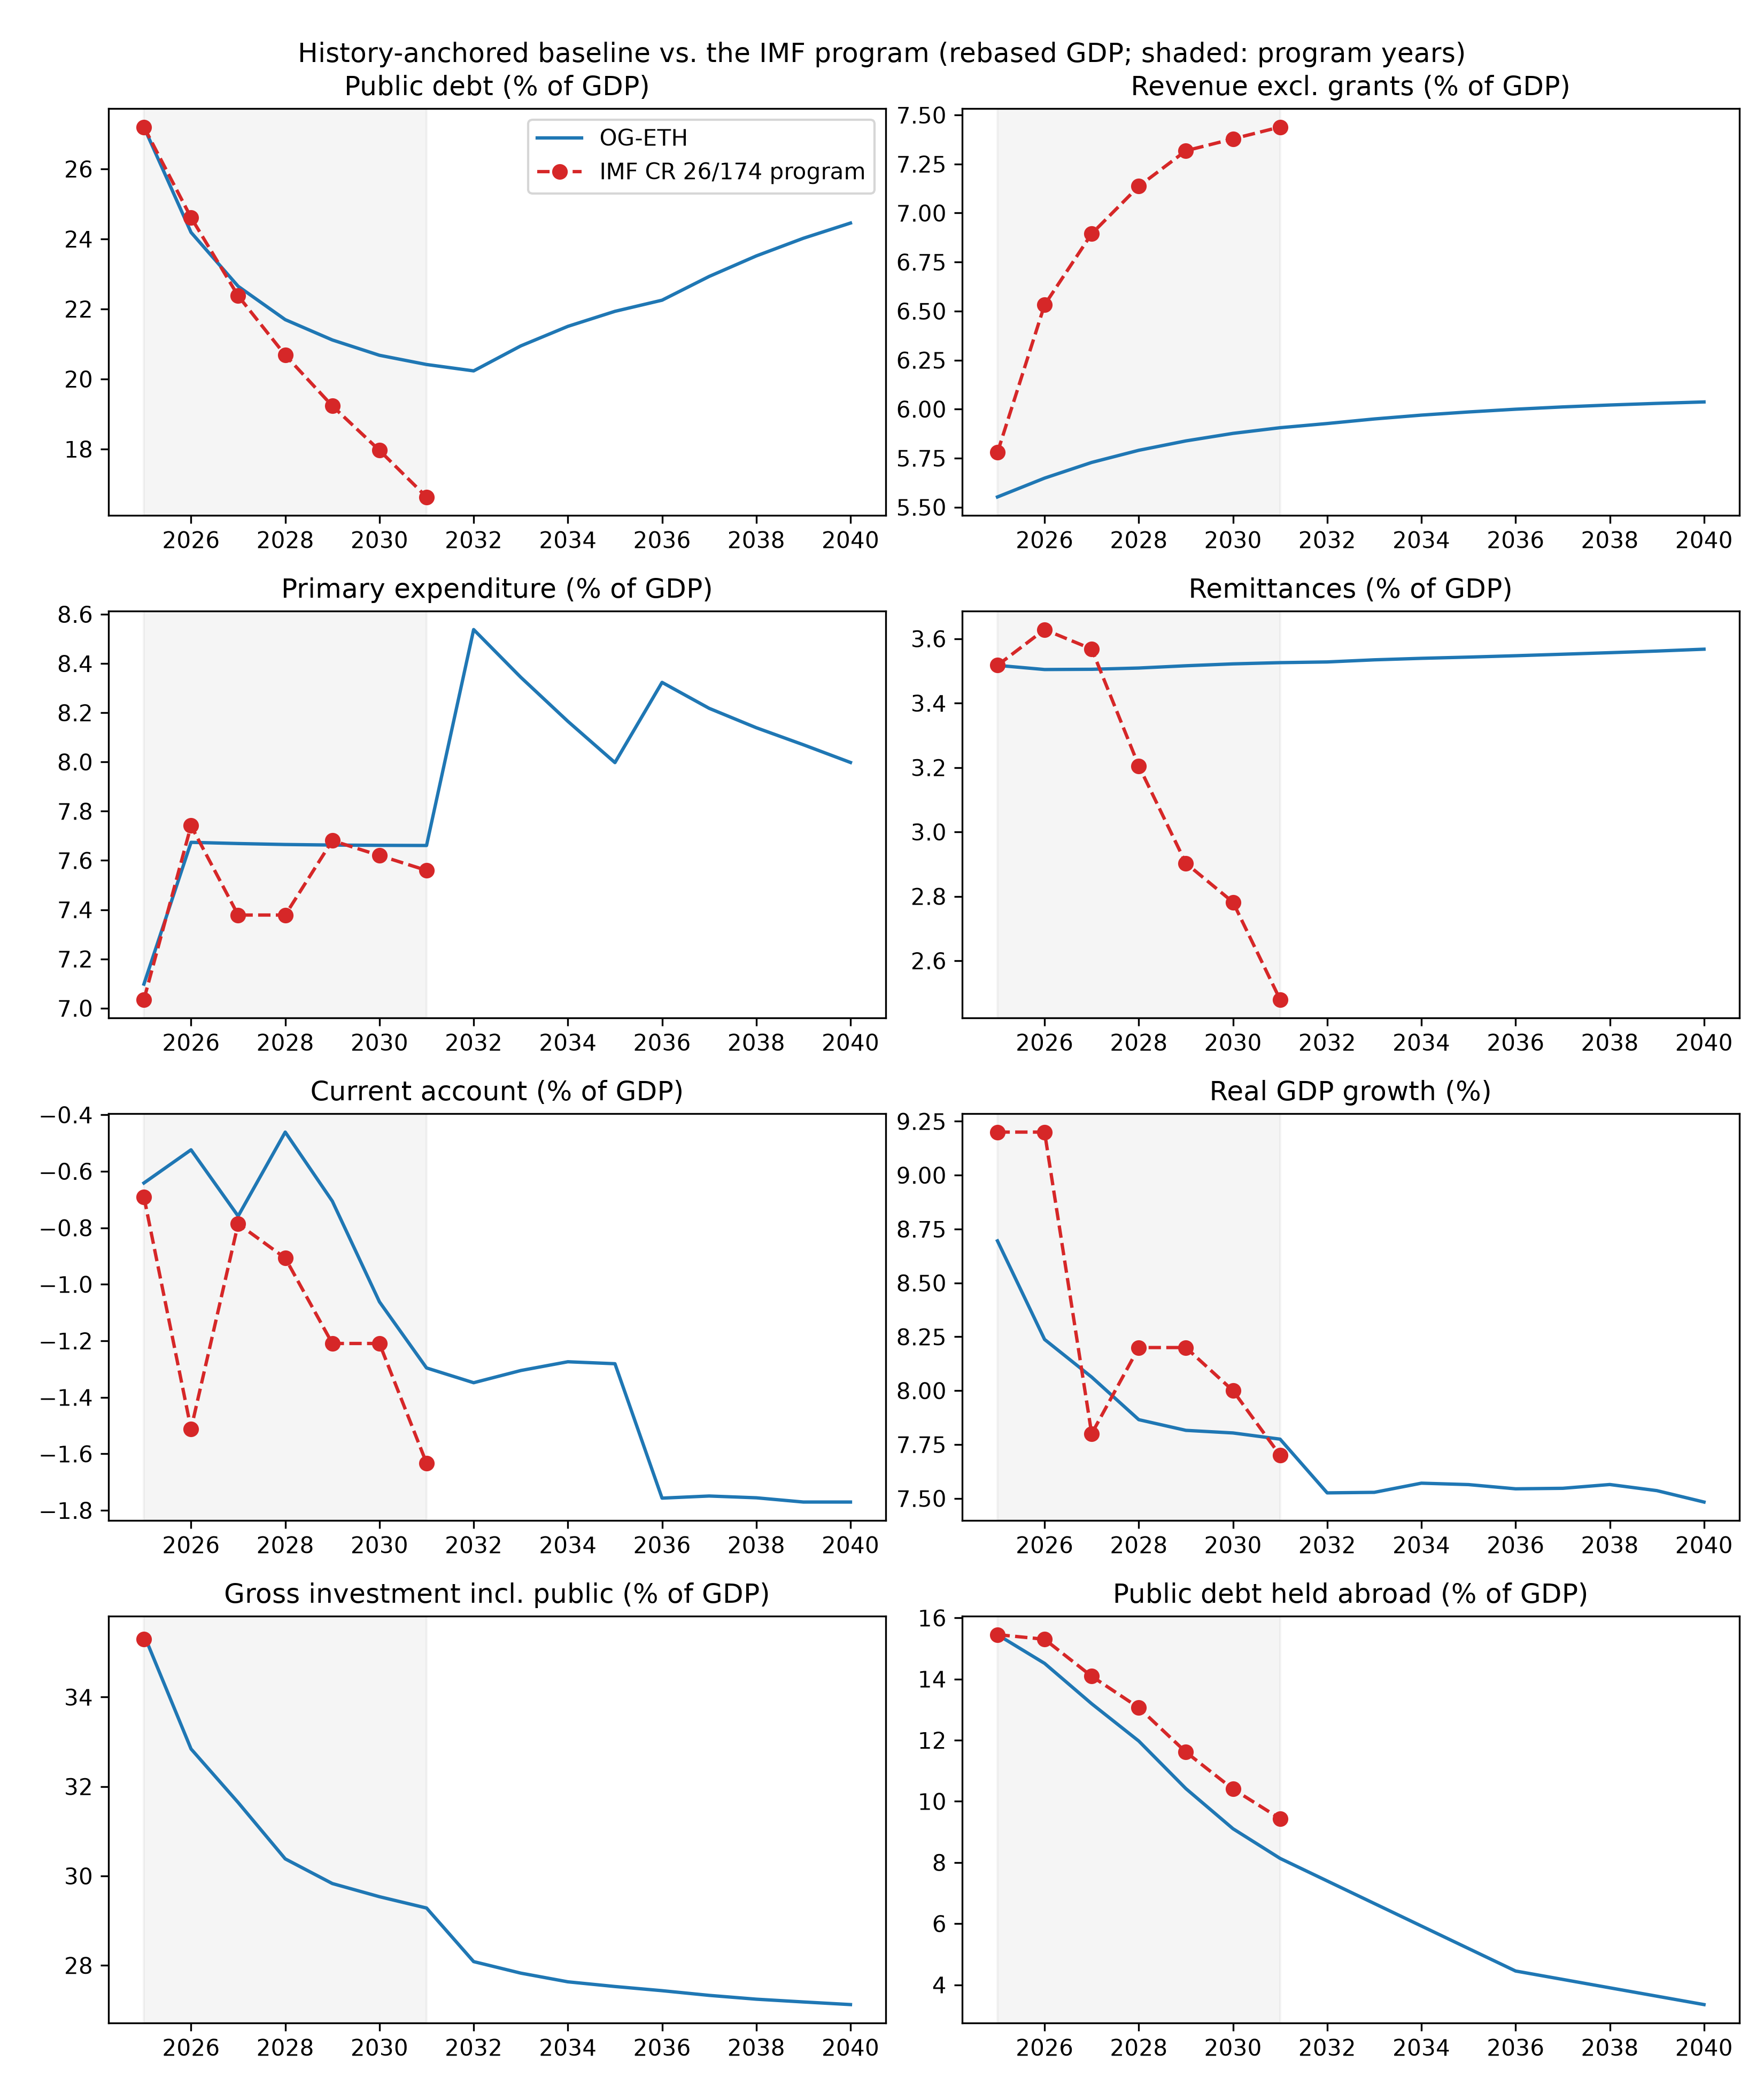 History-anchored baseline vs. the IMF program (rebased GDP; shaded: program years)
Public debt (% of GDP)
OG-ETH
IMF CR 26/174 program
26
24
22
20
18
2026 2028 2030 2032 2034 2036 2038 2040
Revenue excl. grants (% of GDP)
7.50
7.25
7.00
6.75
6.50
6.25
6.00
5.75
5.50
2026 2028 2030 2032 2034 2036 2038 2040
Primary expenditure (% of GDP)
8.6
8.4
8.2
8.0
7.8
7.6
7.4
7.2
7.0
2026 2028 2030 2032 2034 2036 2038 2040
Remittances (% of GDP)
3.6
3.4
3.2
3.0
2.8
2.6
2026 2028 2030 2032 2034 2036 2038 2040
Current account (% of GDP)
−0.4
−0.6
−0.8
−1.0
−1.2
−1.4
−1.6
−1.8
2026 2028 2030 2032 2034 2036 2038 2040
Real GDP growth (%)
9.25
9.00
8.75
8.50
8.25
8.00
7.75
7.50
2026 2028 2030 2032 2034 2036 2038 2040
Gross investment incl. public (% of GDP)
34
32
30
28
2026 2028 2030 2032 2034 2036 2038 2040
Public debt held abroad (% of GDP)
16
14
12
10
8
6
4
2026 2028 2030 2032 2034 2036 2038 2040